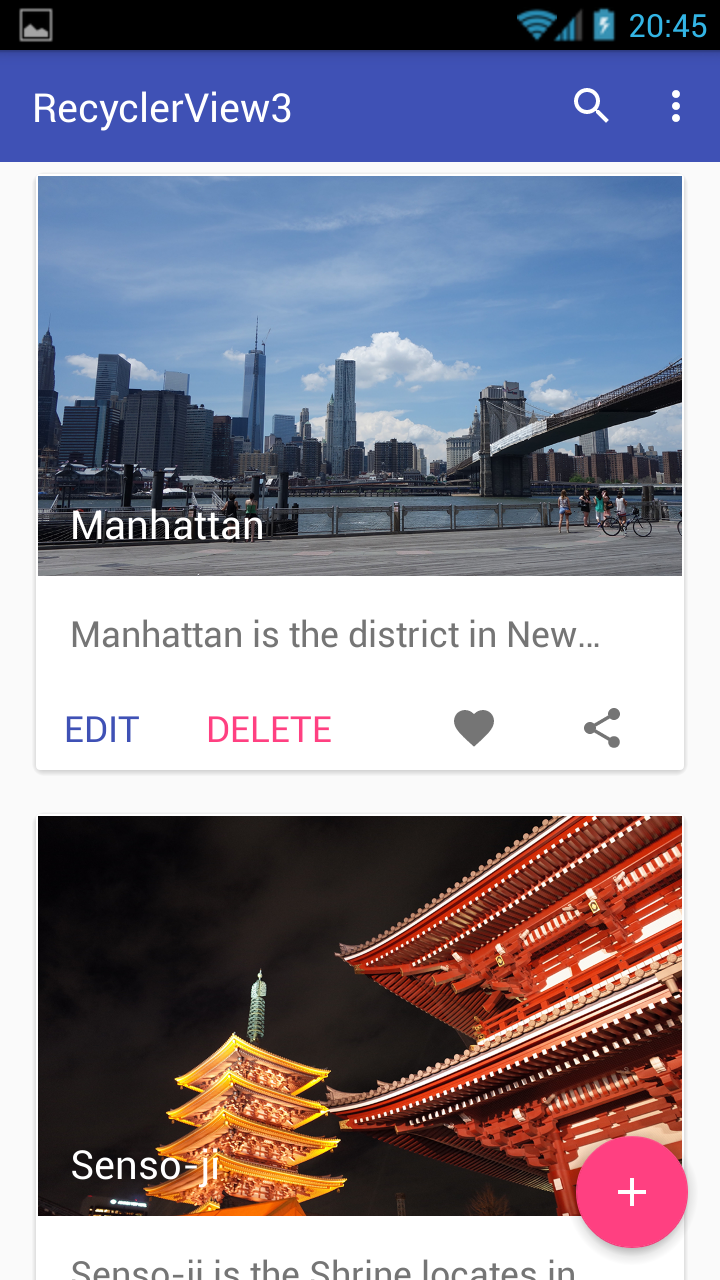 20:45
RecyclerView3
Manhattan
Manhattan is the district in New…
EDIT DELETE
Senso-ji
Senso-ji is the Shrine locates in